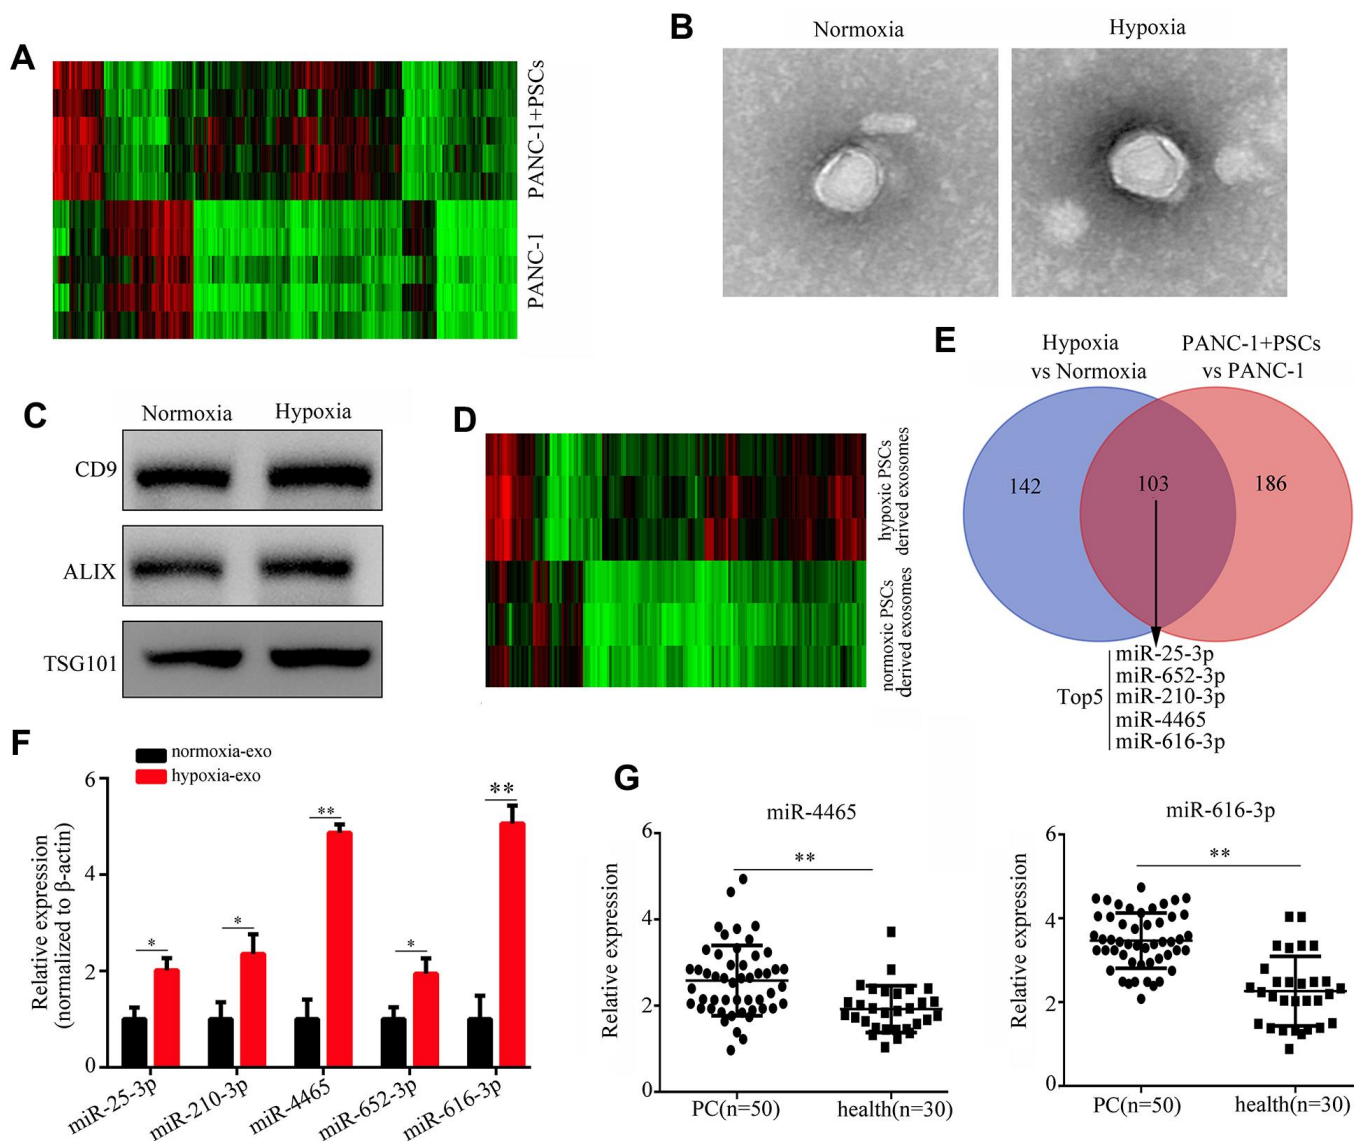 A
PANC-1+PSCs
PANC-1
B
Normoxia
Hypoxia
C
Normoxia
Hypoxia
CD9
ALIX
TSG101
D
hypoxic PSCs
derived exosomes
normoxic PSCs
derived exosomes
E
Hypoxia
vs Normoxia
PANC-1+PSCs
vs PANC-1
142
103
186
Top5
miR-25-3p
miR-652-3p
miR-210-3p
miR-4465
miR-616-3p
F
normoxia-exo
hypoxia-exo
Relative expression
(normalized to β-actin)
6
4
2
0
*
*
**
*
**
miR-25-3p
miR-210-3p
miR-4465
miR-652-3p
miR-616-3p
G
miR-4465
Relative expression
6
4
2
0
**
PC(n=50)
health(n=30)
miR-616-3p
Relative expression
6
4
2
0
**
PC(n=50)
health(n=30)